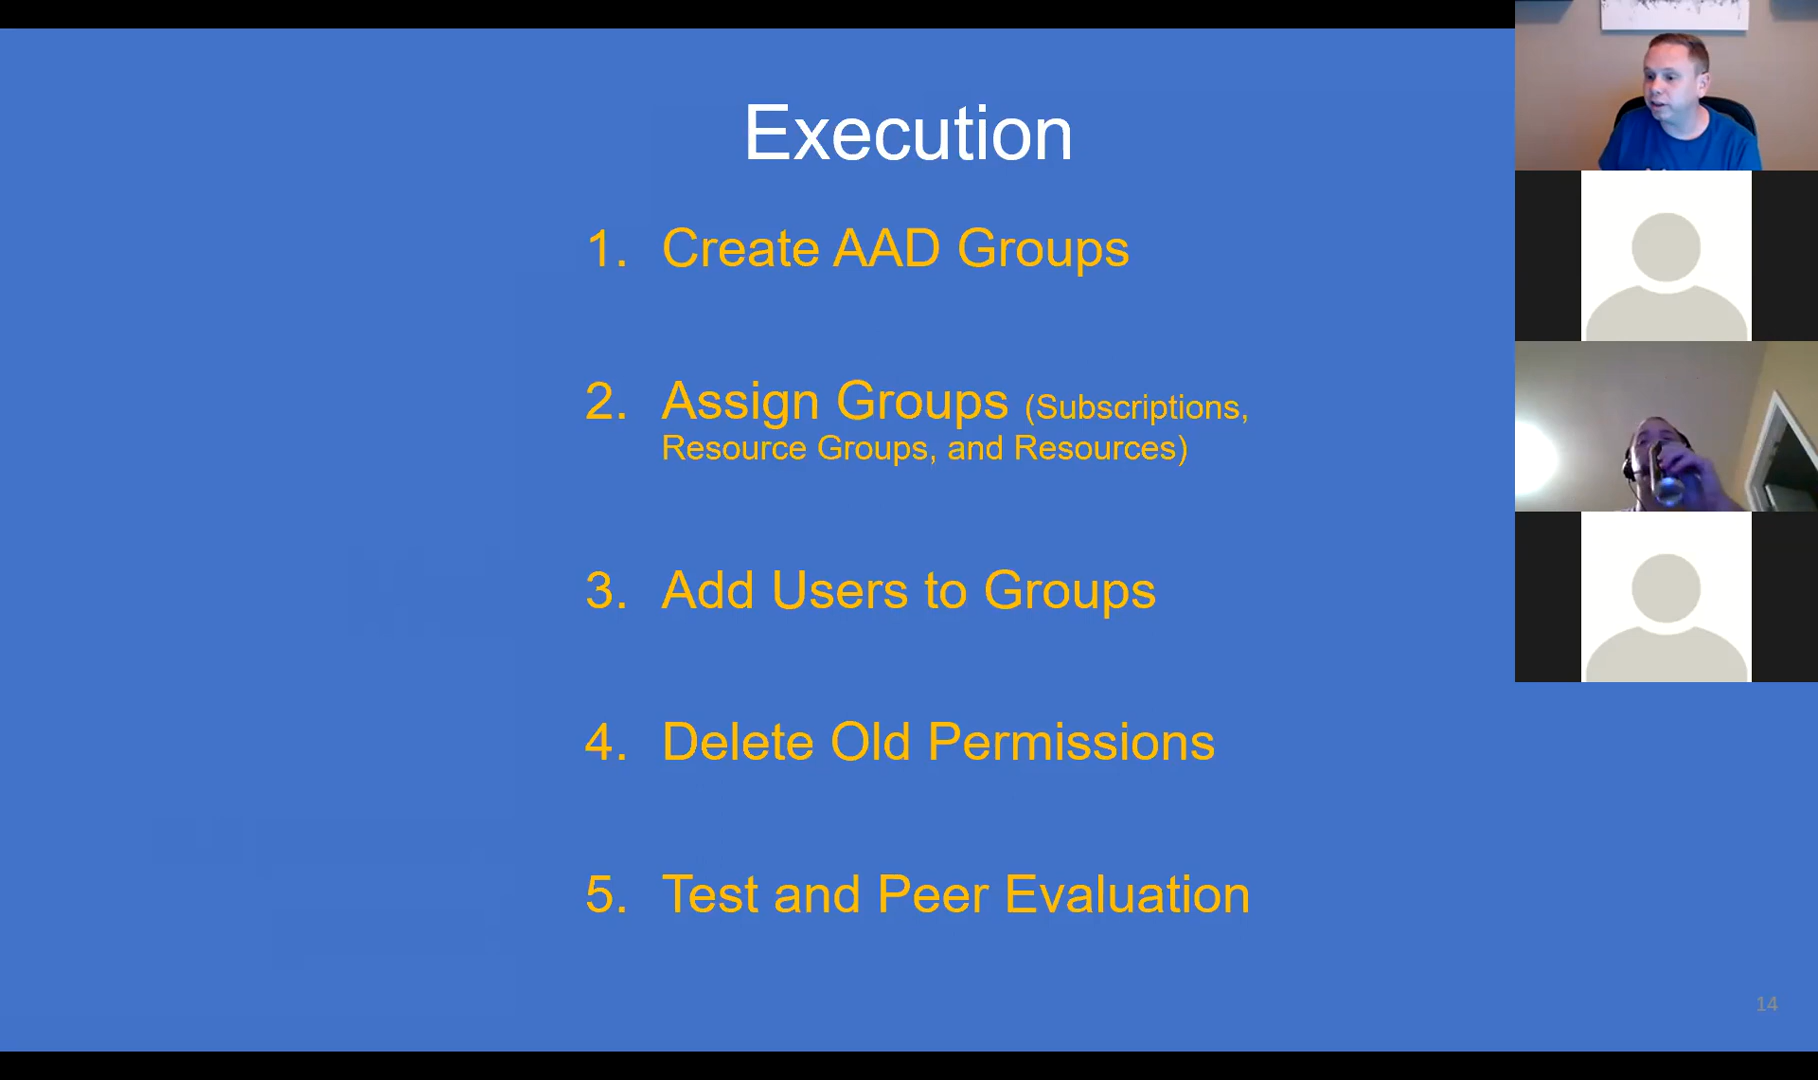 Execution
1. Create AAD Groups
2. Assign Groups (Subscriptions,
Resource Groups, and Resources)
3. Add Users to Groups
4. Delete Old Permissions
5. Test and Peer Evaluation
14